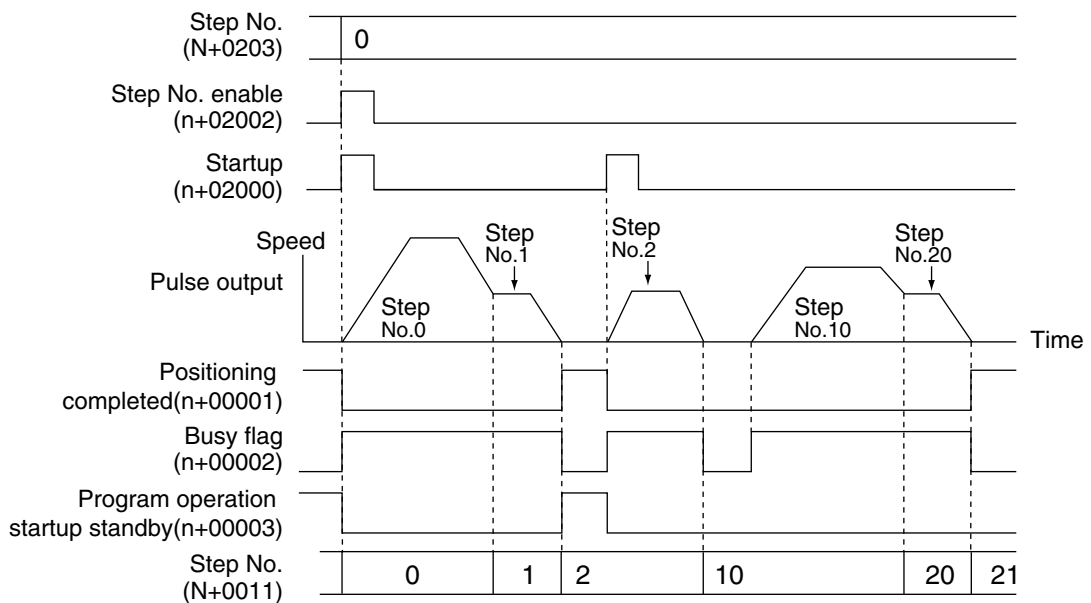 Step No.
(N+0203)
0
Step No. enable
(n+02002)
Startup
(n+02000)
Speed
Pulse output
Step
No.0
Step
No.1
Step
No.2
Step
No.10
Step
No.20
Time
Positioning
completed(n+00001)
Busy flag
(n+00002)
Program operation
startup standby(n+00003)
Step No.
(N+0011)
0 1 2 10 20 21